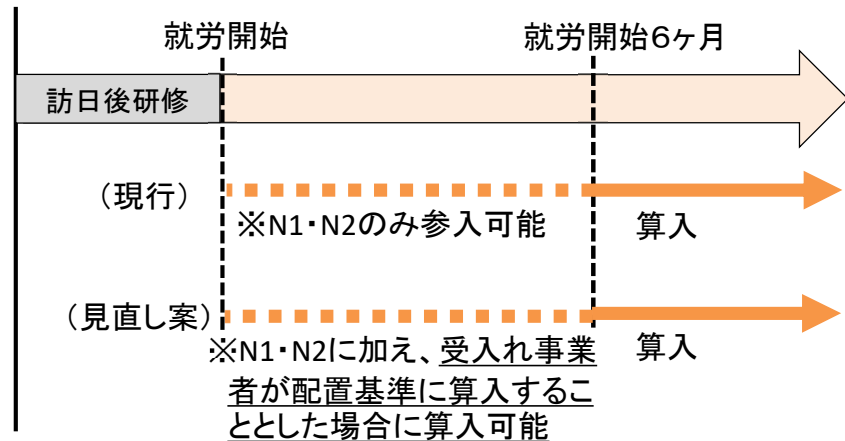 就労開始
就労開始6ヶ月
訪日後研修
（現行）
※N1・N2のみ参入可能
算入
（見直し案）
※N1・N2に加え、受入れ事業
者が配置基準に算入するこ
ととした場合に算入可能
算入